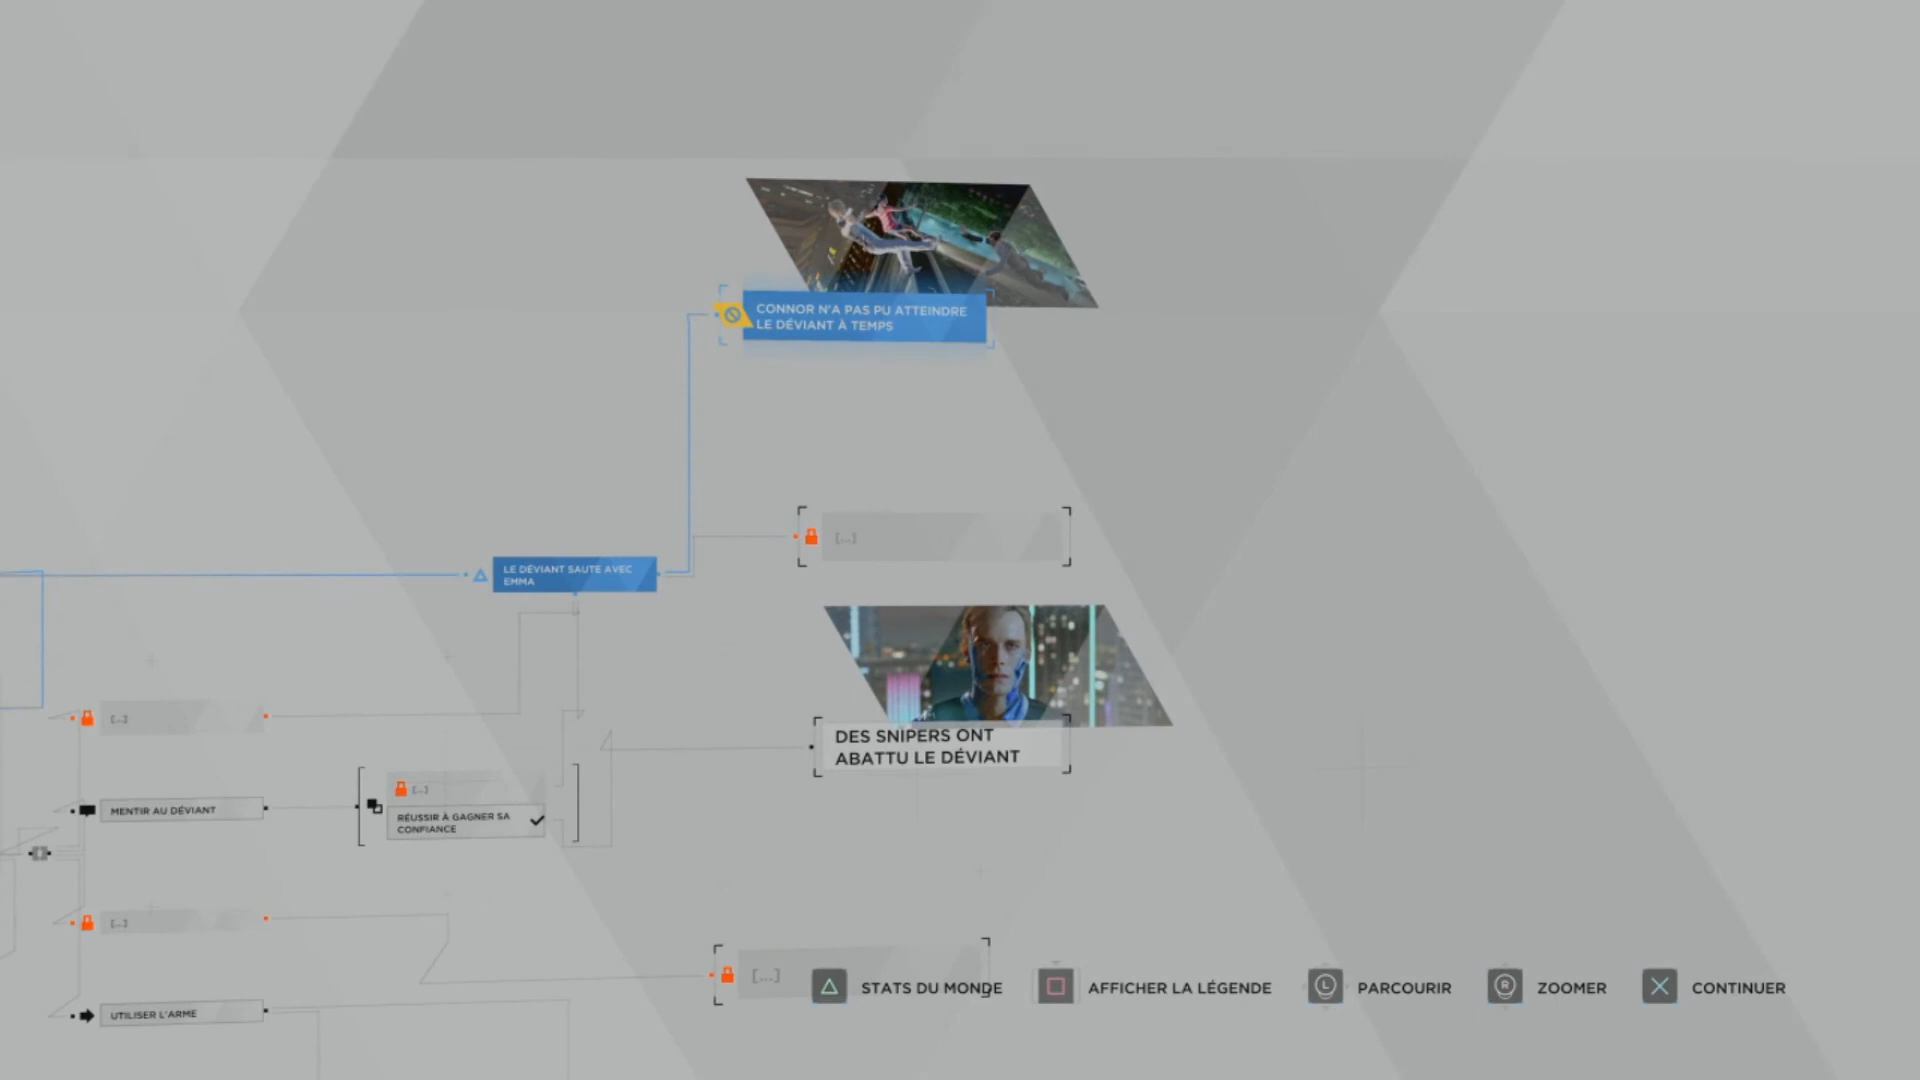 CONNOR N'A PAS PU ATTEINDRE
LE DÉVIANT À TEMPS
[...]
LE DÉVIANT SAUTE AVEC
EMMA
[...]
DES SNIPERS ONT
ABATTU LE DÉVIANT
[...]
MENTIR AU DÉVIANT
RÉUSSIR À GAGNER SA
CONFIANCE
[...]
[...]
UTILISER L'ARME
STATS DU MONDE
AFFICHER LA LÉGENDE
L
PARCOURIR
R
ZOOMER
CONTINUER